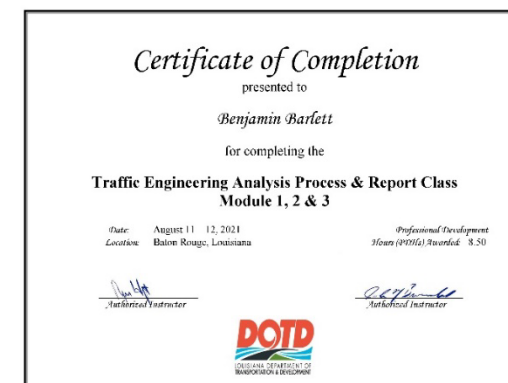 Certificate of Completion
presented to
Benjamin Barlett
for completing the
Traffic Engineering Analysis Process & Report Class
Module 1, 2 & 3
Date: August 11 12, 2021
Location: Baton Rouge, Louisiana
Professional Development
Hours (PDHs) Awarded: 8.50
Authorized Instructor
Authorized Instructor
DOTD
LOUISIANA DEPARTMENT OF
TRANSPORTATION & DEVELOPMENT